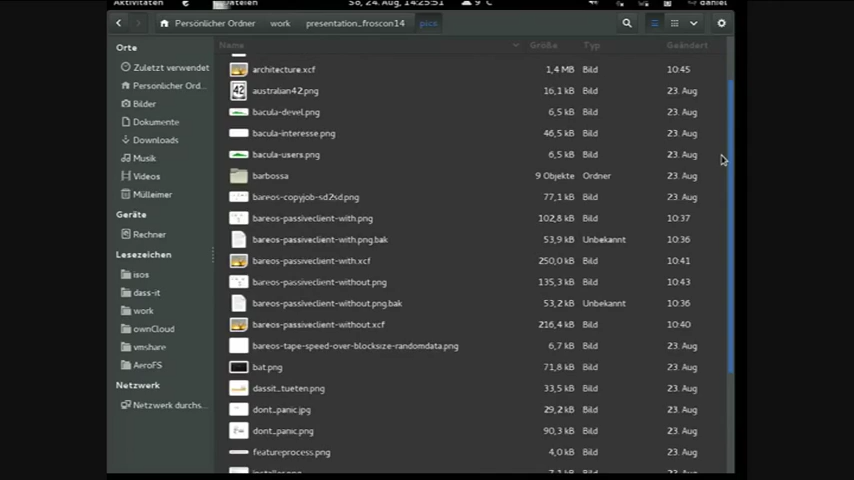 Aktivitäten Dateien So, 24. Aug, 14:25:51 9 °C daniel
Persönlicher Ordner work presentation_froscon14 pics
Orte
Zuletzt verwendet
Persönlicher Ord...
Bilder
Dokumente
Downloads
Musik
Videos
Mülleimer
Geräte
Rechner
Lesezeichen
isos
dass-it
work
ownCloud
vmshare
AeroFS
Netzwerk
Netzwerk durchs...
Name Größe Typ Geändert
architecture.xcf 1,4 MB Bild 10:45
42
australian42.png 16,1 kB Bild 23. Aug
bacula-devel.png 6,5 kB Bild 23. Aug
bacula-interesse.png 46,5 kB Bild 23. Aug
bacula-users.png 6,5 kB Bild 23. Aug
barbossa 9 Objekte Ordner 23. Aug
bareos-copyjob-sd2sd.png 77,1 kB Bild 23. Aug
bareos-passiveclient-with.png 102,8 kB Bild 10:37
bareos-passiveclient-with.png.bak 53,9 kB Unbekannt 10:36
bareos-passiveclient-with.xcf 250,0 kB Bild 10:41
bareos-passiveclient-without.png 135,3 kB Bild 10:43
bareos-passiveclient-without.png.bak 53,2 kB Unbekannt 10:36
bareos-passiveclient-without.xcf 216,4 kB Bild 10:40
bareos-tape-speed-over-blocksize-randomdata.png 6,7 kB Bild 23. Aug
bat.png 71,8 kB Bild 23. Aug
dassit_tueten.png 33,5 kB Bild 23. Aug
dont_panic.jpg 29,2 kB Bild 23. Aug
dont_panic.png 90,3 kB Bild 23. Aug
featureprocess.png 4,0 kB Bild 23. Aug
installer.png 7,1 kB Bild 23. Aug